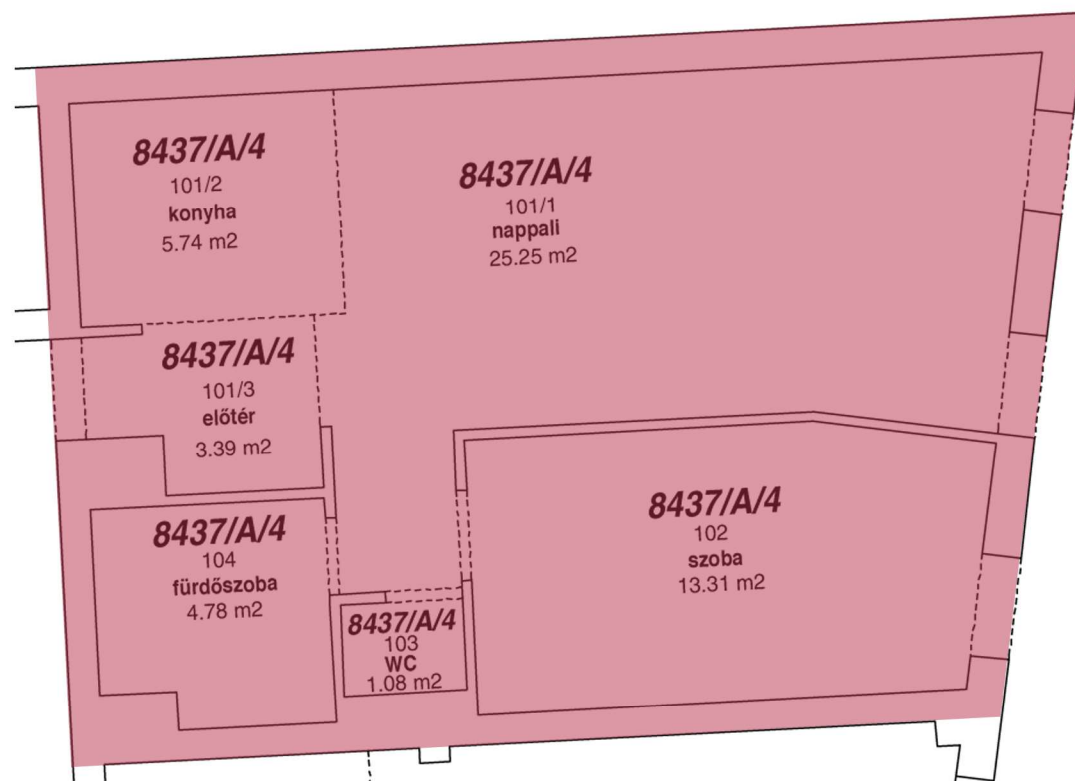 8437/A/4
101/2
konyha
5.74 m2
8437/A/4
101/1
nappali
25.25 m2
8437/A/4
101/3
előtér
3.39 m2
8437/A/4
102
szoba
13.31 m2
8437/A/4
104
fürdőszoba
4.78 m2
8437/A/4
103
WC
1.08 m2